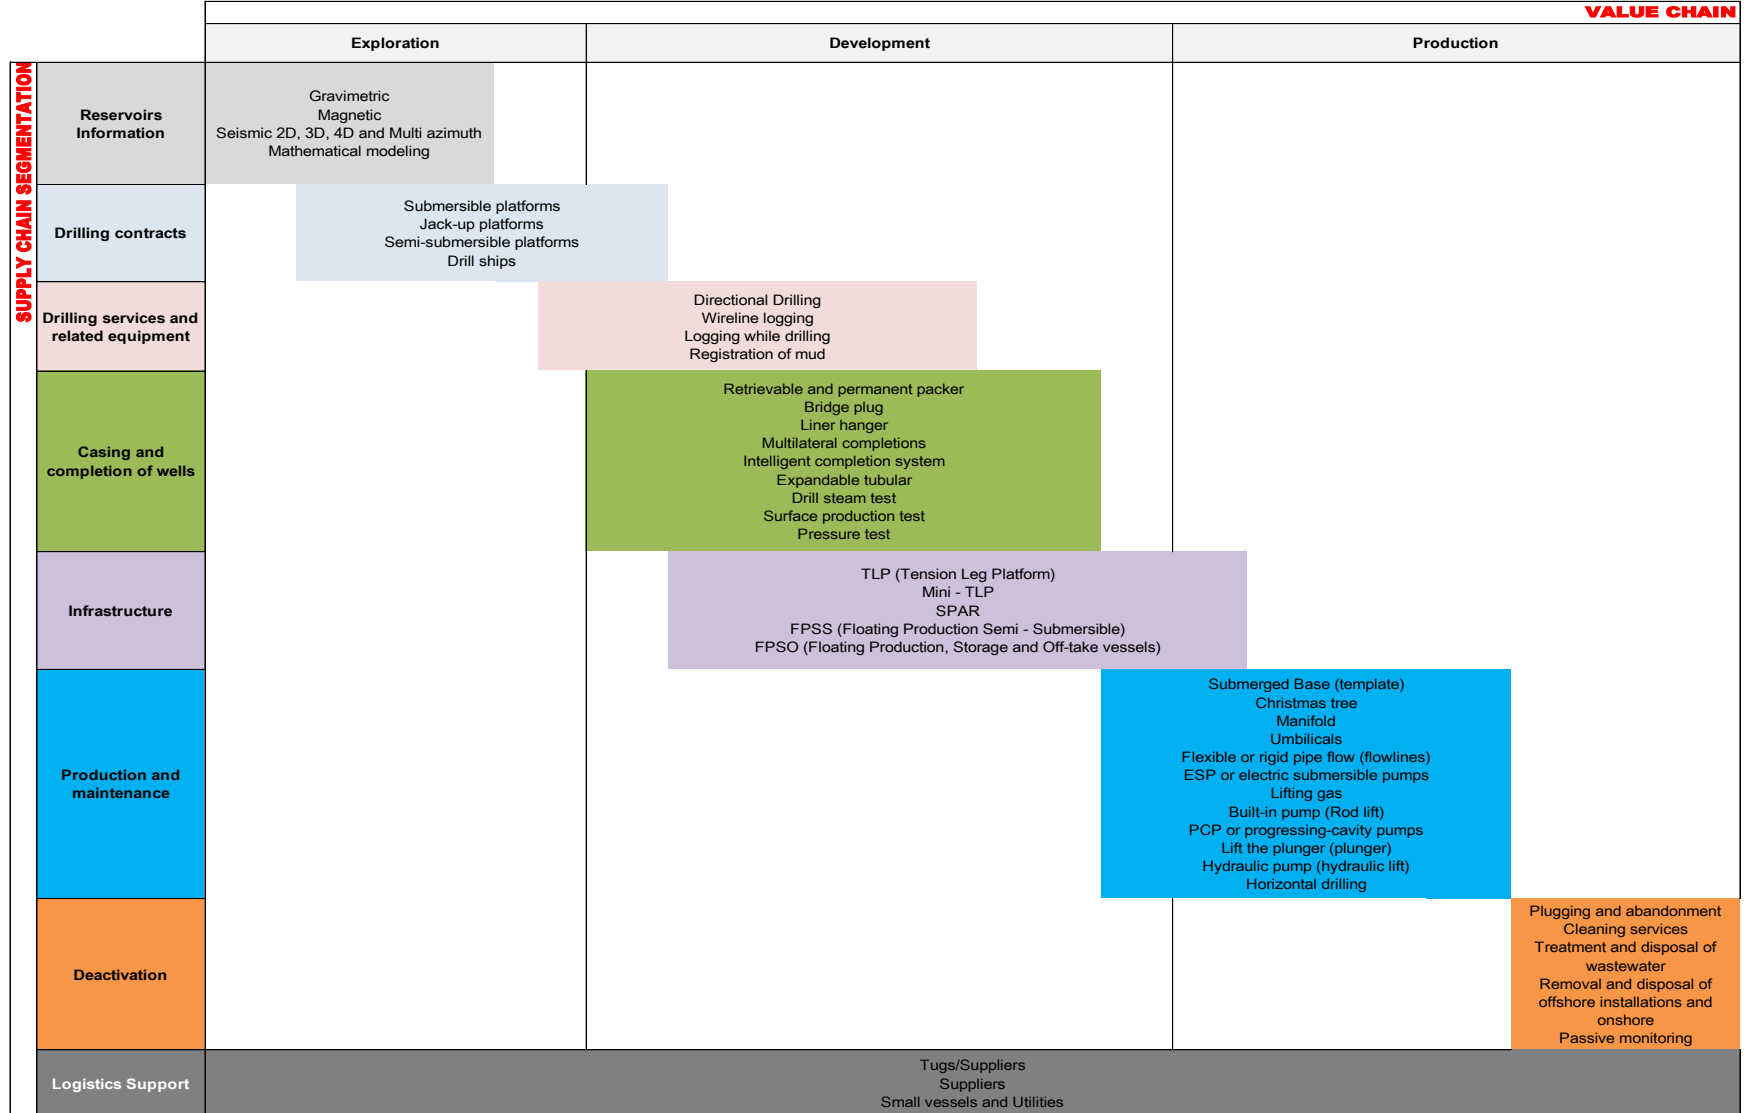 VALUE CHAIN
Exploration
Development
Production
SUPPLY CHAIN SEGMENTATION
Reservoirs
Information
Gravimetric
Magnetic
Seismic 2D, 3D, 4D and Multi azimuth
Mathematical modeling
Drilling contracts
Submersible platforms
Jack-up platforms
Semi-submersible platforms
Drill ships
Drilling services and
related equipment
Directional Drilling
Wireline logging
Logging while drilling
Registration of mud
Casing and
completion of wells
Retrievable and permanent packer
Bridge plug
Liner hanger
Multilateral completions
Intelligent completion system
Expandable tubular
Drill steam test
Surface production test
Pressure test
Infrastructure
TLP (Tension Leg Platform)
Mini - TLP
SPAR
FPSS (Floating Production Semi - Submersible)
FPSO (Floating Production, Storage and Off-take vessels)
Production and
maintenance
Submerged Base (template)
Christmas tree
Manifold
Umbilicals
Flexible or rigid pipe flow (flowlines)
ESP or electric submersible pumps
Lifting gas
Built-in pump (Rod lift)
PCP or progressing-cavity pumps
Lift the plunger (plunger)
Hydraulic pump (hydraulic lift)
Horizontal drilling
Deactivation
Plugging and abandonment
Cleaning services
Treatment and disposal of
wastewater
Removal and disposal of
offshore installations and
onshore
Passive monitoring
Logistics Support
Tugs/Suppliers
Suppliers
Small vessels and Utilities